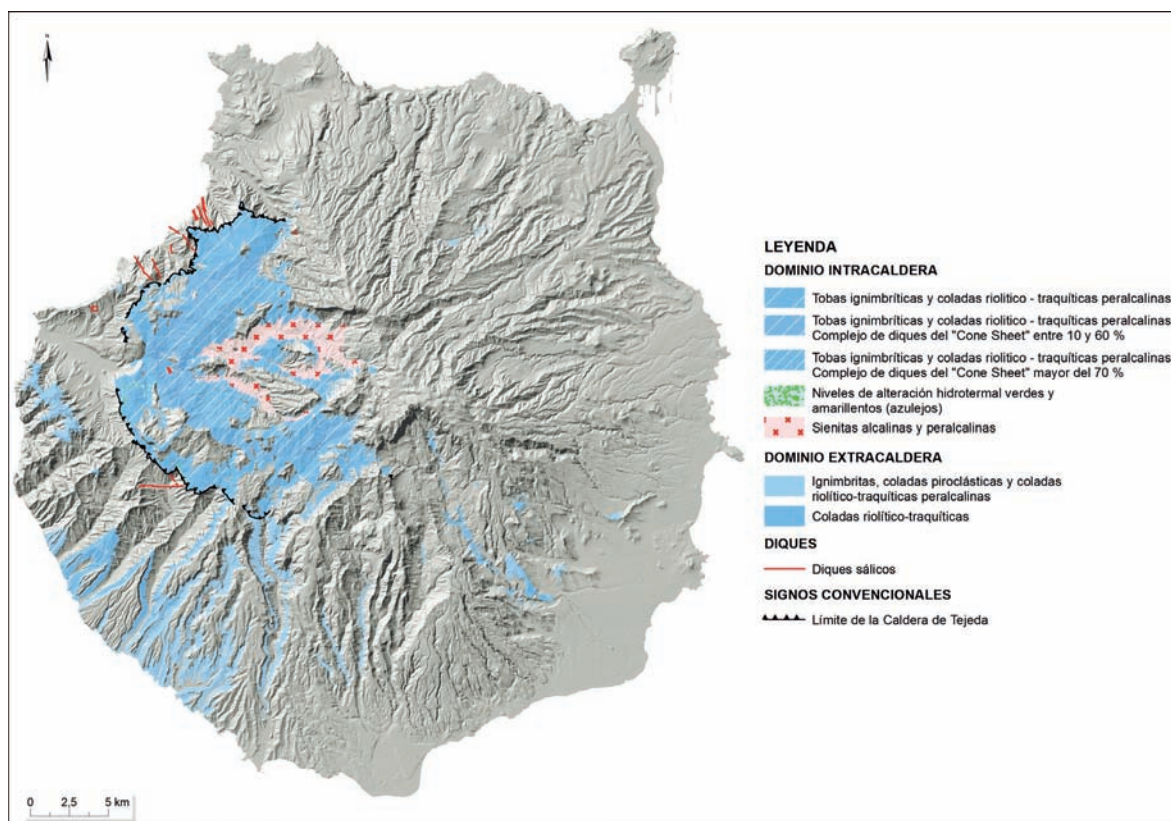 N
LEYENDA
DOMINIO INTRACALDERA
Tobas ignimbríticas y coladas riolitico - traquíticas peralcalinas
Tobas ignimbríticas y coladas riolitico - traquíticas peralcalinas
Complejo de diques del "Cone Sheet" entre 10 y 60 %
Tobas ignimbríticas y coladas riolitico - traquíticas peralcalinas
Complejo de diques del "Cone Sheet" mayor del 70 %
Niveles de alteración hidrotermal verdes y
amarillentos (azulejos)
Sienitas alcalinas y peralcalinas
DOMINIO EXTRACALDERA
Ignimbritas, coladas piroclásticas y coladas
riolítico-traquíticas peralcalinas
Coladas riolítico-traquíticas
DIQUES
Diques sálicos
SIGNOS CONVENCIONALES
Límite de la Caldera de Tejeda
0 2,5 5 km